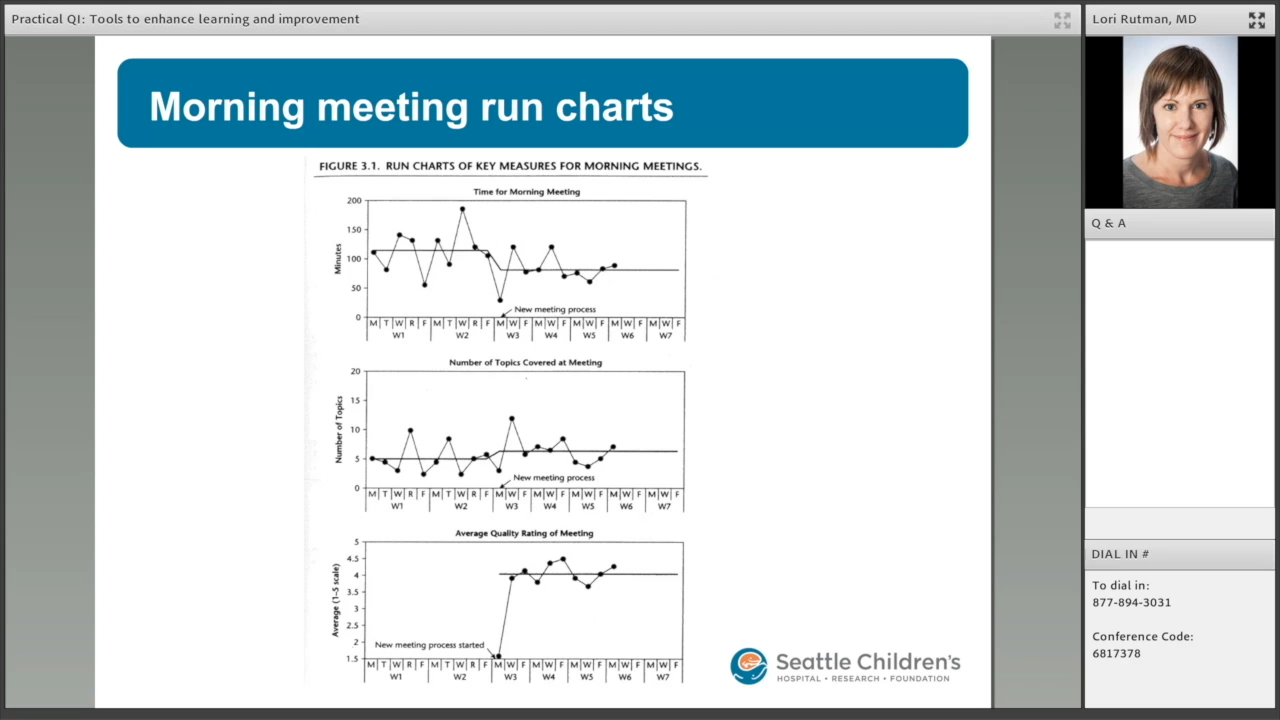 Practical QI: Tools to enhance learning and improvement
Lori Rutman, MD
Morning meeting run charts
FIGURE 3.1. RUN CHARTS OF KEY MEASURES FOR MORNING MEETINGS.
Time for Morning Meeting
200
150
100
50
0
Minutes
New meeting process
M T W R F M T W R F M W F M W F M W F M W F M W F
W1 W2 W3 W4 W5 W6 W7
Number of Topics Covered at Meeting
20
15
10
5
0
Number of Topics
New meeting process
M T W R F M T W R F M W F M W F M W F M W F M W F
W1 W2 W3 W4 W5 W6 W7
Average Quality Rating of Meeting
5
4.5
4
3.5
3
2.5
2
1.5
Average (1–5 scale)
New meeting process started
M T W R F M T W R F M W F M W F M W F M W F M W F
W1 W2 W3 W4 W5 W6 W7
Seattle Children's
HOSPITAL • RESEARCH • FOUNDATION
Q & A
DIAL IN #
To dial in:
877-894-3031
Conference Code:
6817378